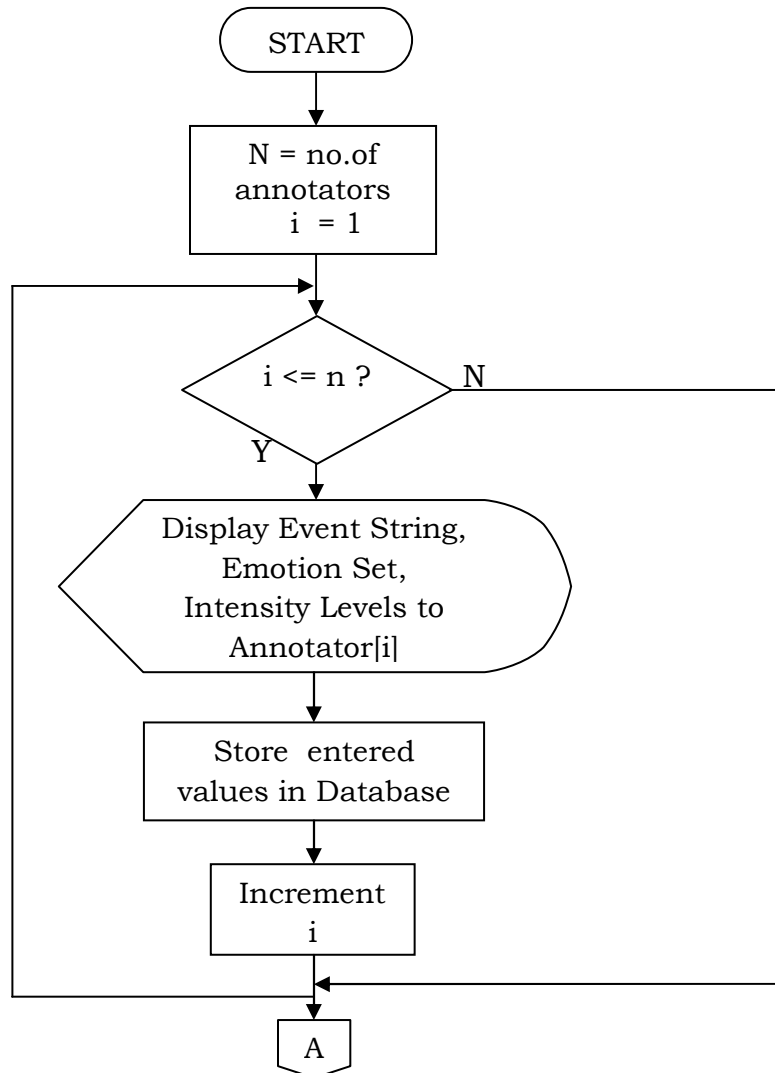 START
N = no.of
annotators
i = 1
i <= n ?
N
Y
Display Event String,
Emotion Set,
Intensity Levels to
Annotator[i]
Store entered
values in Database
Increment
i
A